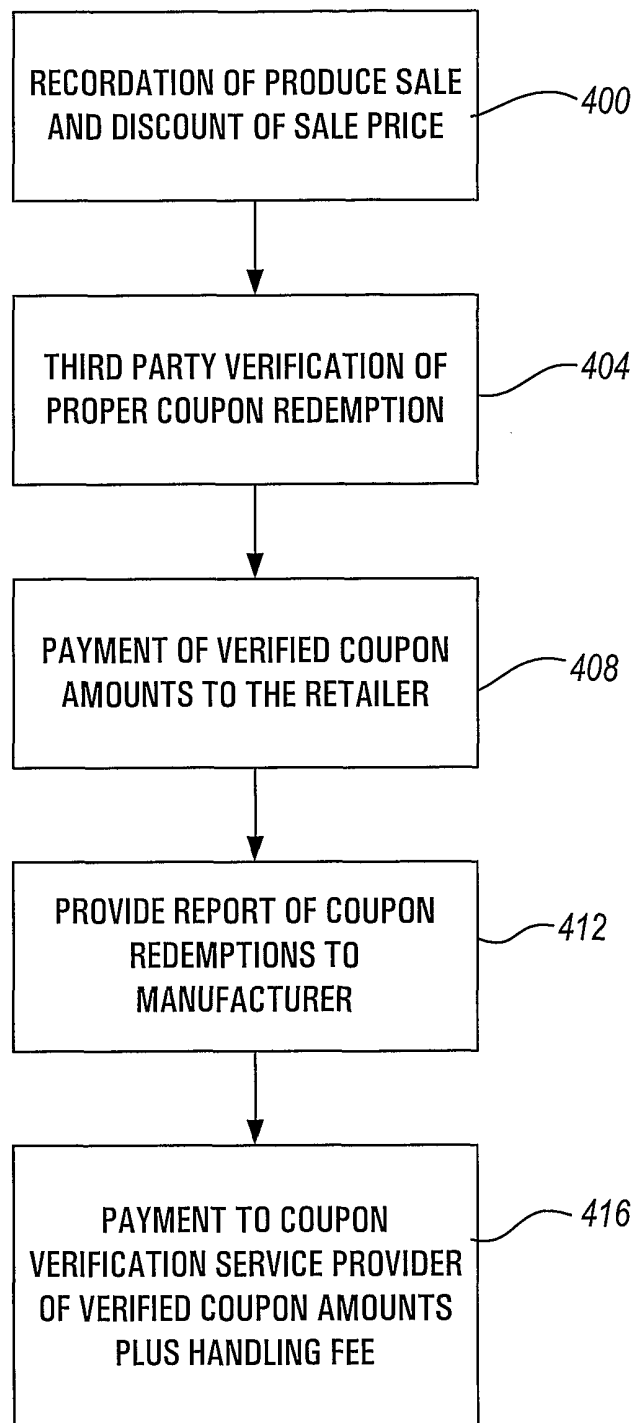 RECORDATION OF PRODUCE SALE
AND DISCOUNT OF SALE PRICE
400
THIRD PARTY VERIFICATION OF
PROPER COUPON REDEMPTION
404
PAYMENT OF VERIFIED COUPON
AMOUNTS TO THE RETAILER
408
PROVIDE REPORT OF COUPON
REDEMPTIONS TO
MANUFACTURER
412
PAYMENT TO COUPON
VERIFICATION SERVICE PROVIDER
OF VERIFIED COUPON AMOUNTS
PLUS HANDLING FEE
416